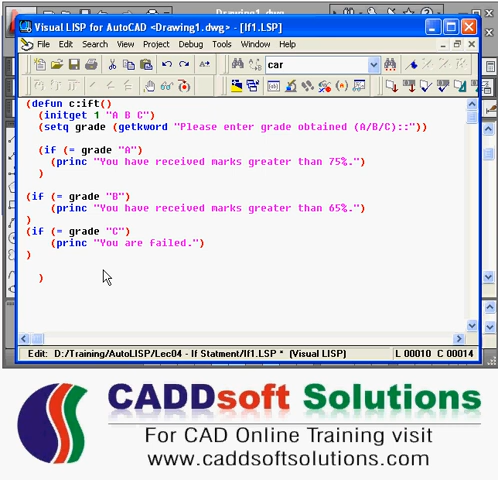 Drawing1.dwg
Visual LISP for AutoCAD <Drawing1.dwg> - [If1.LSP]
File Edit Search View Project Debug Tools Window Help
car
(defun c:ift()
(initget 1 "A B C")
(setq grade (getkword "Please enter grade obtained (A/B/C)::"))
(if (= grade "A")
(princ "You have received marks greater than 75%.")
)
(if (= grade "B")
(princ "You have received marks greater than 65%.")
)
(if (= grade "C")
(princ "You are failed.")
)
)
Edit: D:/Training/AutoLISP/Lec04 - If Statment/If1.LSP * (Visual LISP) L 00010 C 00014
CADDsoft Solutions
For CAD Online Training visit
www.caddsoftsolutions.com